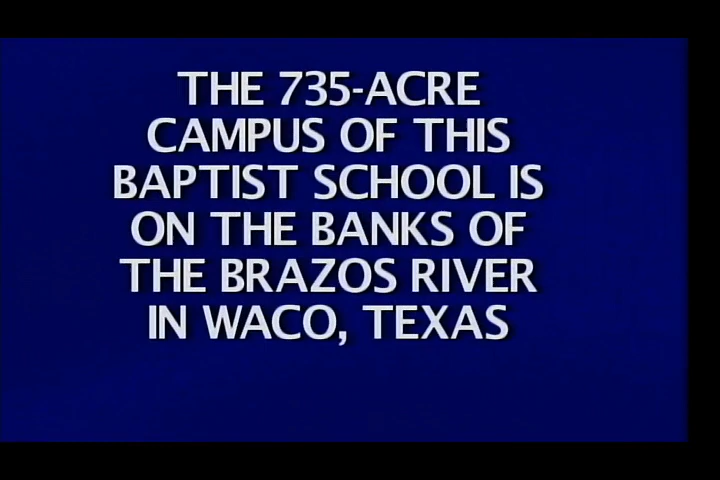 THE 735-ACRE
CAMPUS OF THIS
BAPTIST SCHOOL IS
ON THE BANKS OF
THE BRAZOS RIVER
IN WACO, TEXAS